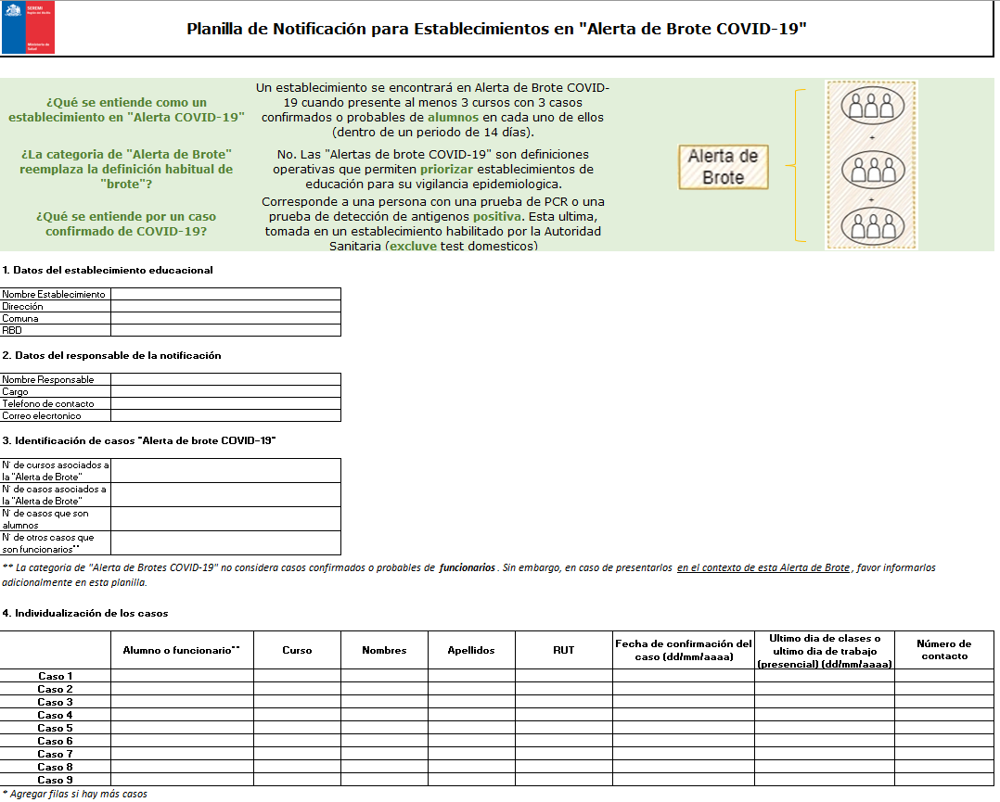 SEREMI
Región del Biobío
Ministerio de
Salud
Planilla de Notificación para Establecimientos en "Alerta de Brote COVID-19"
¿Qué se entiende como un
establecimiento en "Alerta COVID-19"
Un establecimiento se encontrará en Alerta de Brote COVID-
19 cuando presente al menos 3 cursos con 3 casos
confirmados o probables de alumnos en cada uno de ellos
(dentro de un periodo de 14 días).
¿La categoria de "Alerta de Brote"
reemplaza la definición habitual de
"brote"?
No. Las "Alertas de brote COVID-19" son definiciones
operativas que permiten priorizar establecimientos de
educación para su vigilancia epidemiologica.
¿Qué se entiende por un caso
confirmado de COVID-19?
Corresponde a una persona con una prueba de PCR o una
prueba de detección de antigenos positiva. Esta ultima,
tomada en un establecimiento habilitado por la Autoridad
Sanitaria (excluye test domesticos)
Alerta de
Brote
+
+
1. Datos del establecimiento educacional
Nombre Establecimiento
Dirección
Comuna
RBD
2. Datos del responsable de la notificación
Nombre Responsable
Cargo
Telefono de contacto
Correo elecrtonico
3. Identificación de casos "Alerta de brote COVID-19"
N° de cursos asociados a
la "Alerta de Brote"
N° de casos asociados a
la "Alerta de Brote"
N° de casos que son
alumnos
N° de otros casos que
son funcionarios**
** La categoria de "Alerta de Brotes COVID-19" no considera casos confirmados o probables de funcionarios. Sin embargo, en caso de presentarlos en el contexto de esta Alerta de Brote, favor informarlos
adicionalmente en esta planilla.
4. Individualización de los casos
Alumno o funcionario** Curso Nombres Apellidos RUT Fecha de confirmación del caso (dd/mm/aaaa) Ultimo dia de clases o ultimo dia de trabajo (presencial) (dd/mm/aaaa) Número de contacto
Caso 1
Caso 2
Caso 3
Caso 4
Caso 5
Caso 6
Caso 7
Caso 8
Caso 9
* Agregar filas si hay más casos